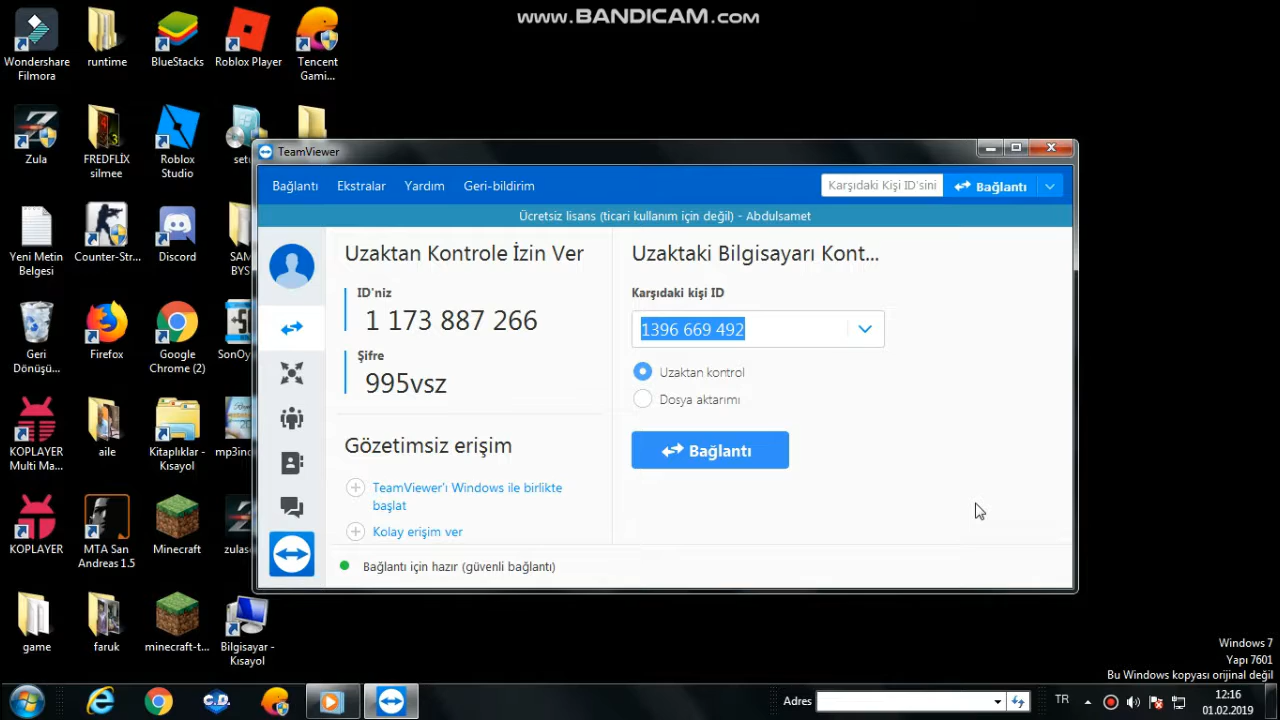 www.BANDICAM.com
Wondershare
Filmora
runtime
BlueStacks
Roblox Player
Tencent
Gami...
Zula
FREDFLİX
silmee
Roblox
Studio
Yeni Metin
Belgesi
Counter-Str...
Discord
Geri
Dönüşü...
Firefox
Google
Chrome (2)
SonOy
KOPLAYER
Multi Ma...
aile
Kitaplıklar -
Kısayol
mp3ind
KOPLAYER
MTA San
Andreas 1.5
Minecraft
zulas
game
faruk
minecraft-t...
Bilgisayar -
Kısayol
TeamViewer
Bağlantı
Ekstralar
Yardım
Geri-bildirim
Karşıdaki Kişi ID'sini
Bağlantı
Ücretsiz lisans (ticari kullanım için değil) - Abdulsamet
Uzaktan Kontrole İzin Ver
ID'niz
1 173 887 266
Şifre
995vsz
Gözetimsiz erişim
TeamViewer'ı Windows ile birlikte
başlat
Kolay erişim ver
Uzaktaki Bilgisayarı Kont...
Karşıdaki kişi ID
1396 669 492
Uzaktan kontrol
Dosya aktarımı
Bağlantı
Bağlantı için hazır (güvenli bağlantı)
Windows 7
Yapı 7601
Bu Windows kopyası orijinal değil
C.D.
Adres
TR
12:16
01.02.2019